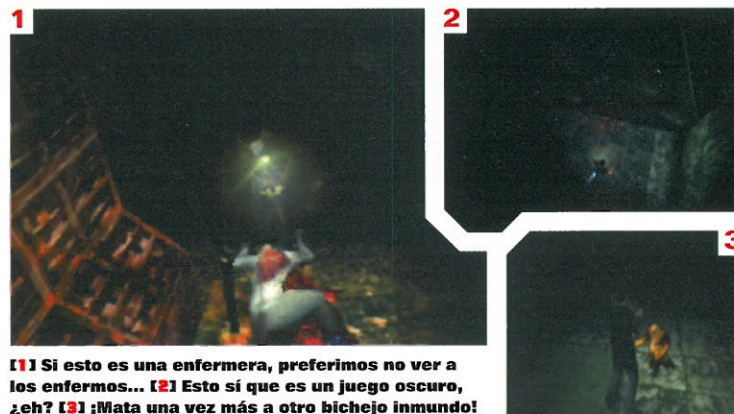 1
2
3
[1] Si esto es una enfermera, preferimos no ver a
los enfermos... [2] Esto sí que es un juego oscuro,
¿eh? [3] ¡Mata una vez más a otro bichejo inmundo!